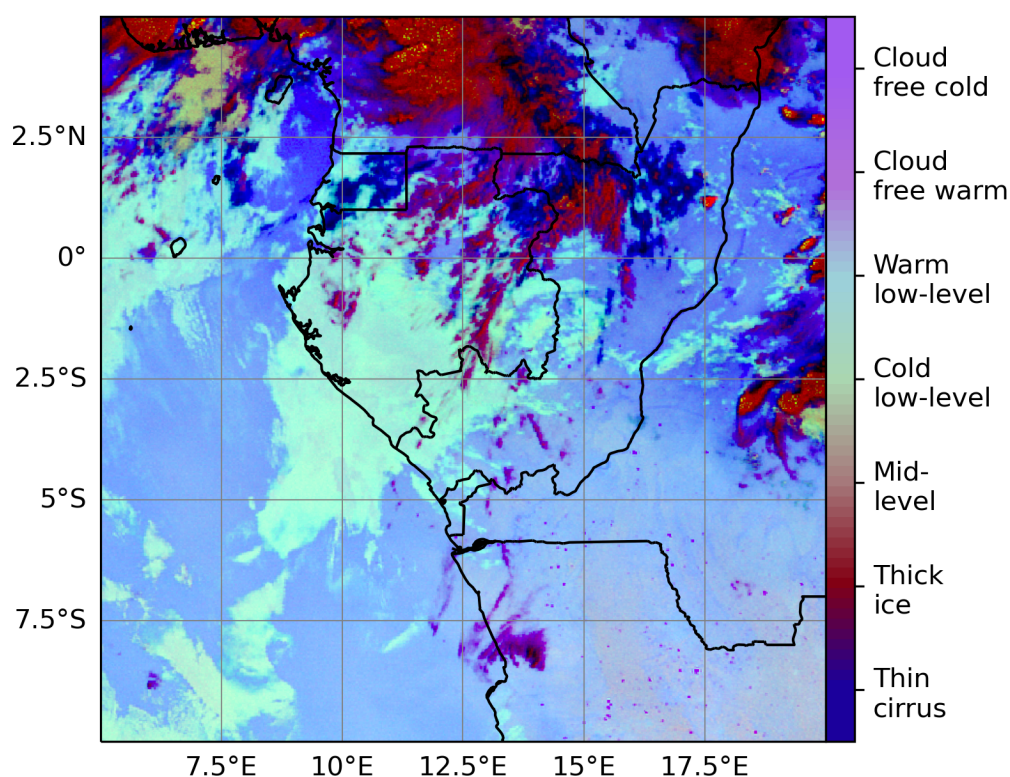 2.5°N
0°
2.5°S
5°S
7.5°S
7.5°E
10°E
12.5°E
15°E
17.5°E
Cloud
free cold
Cloud
free warm
Warm
low-level
Cold
low-level
Mid-
level
Thick
ice
Thin
cirrus